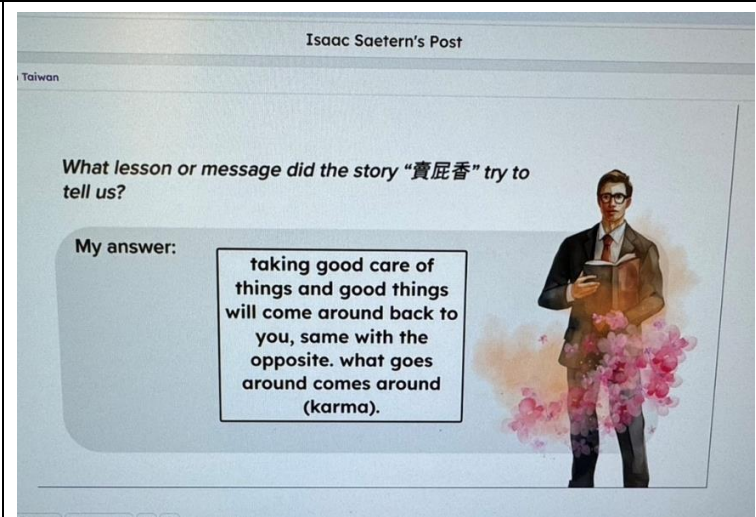 Isaac Saetern's Post
Taiwan
What lesson or message did the story “賣屁香” try to
tell us?
My answer:
taking good care of
things and good things
will come around back to
you, same with the
opposite. what goes
around comes around
(karma).